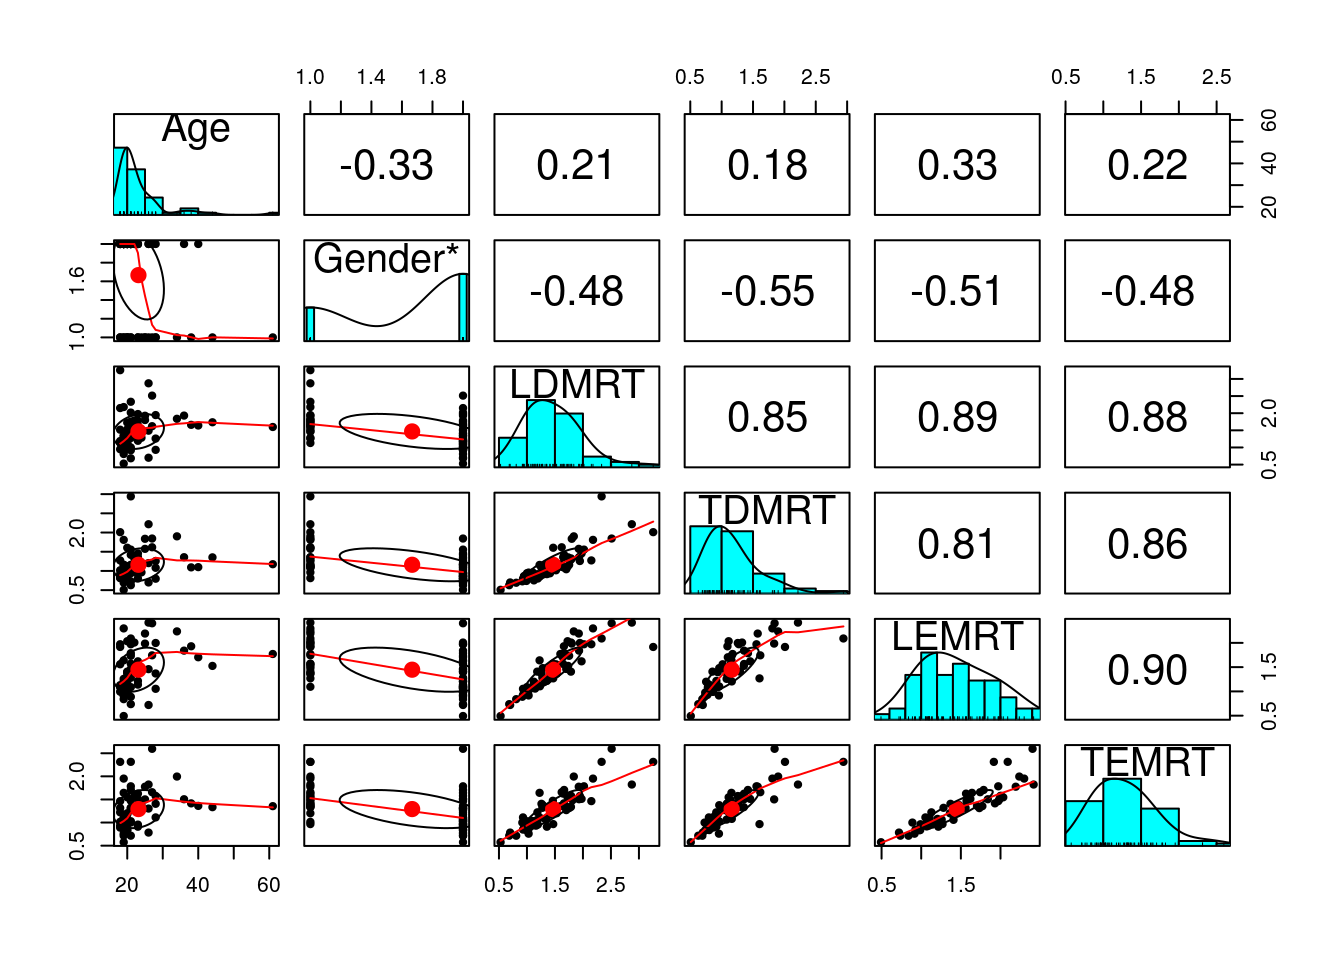 1.0 1.4 1.8 0.5 1.5 2.5 0.5 1.5 2.5
Age -0.33 0.21 0.18 0.33 0.22 20 40 60
1.0 1.6 Gender* -0.48 -0.55 -0.51 -0.48
LDMRT 0.85 0.89 0.88 0.5 2.0
0.5 2.0 TDMRT 0.81 0.86
LEMRT 0.90 0.5 1.5
0.5 2.0 TEMRT
20 40 60 0.5 1.5 2.5 0.5 1.5